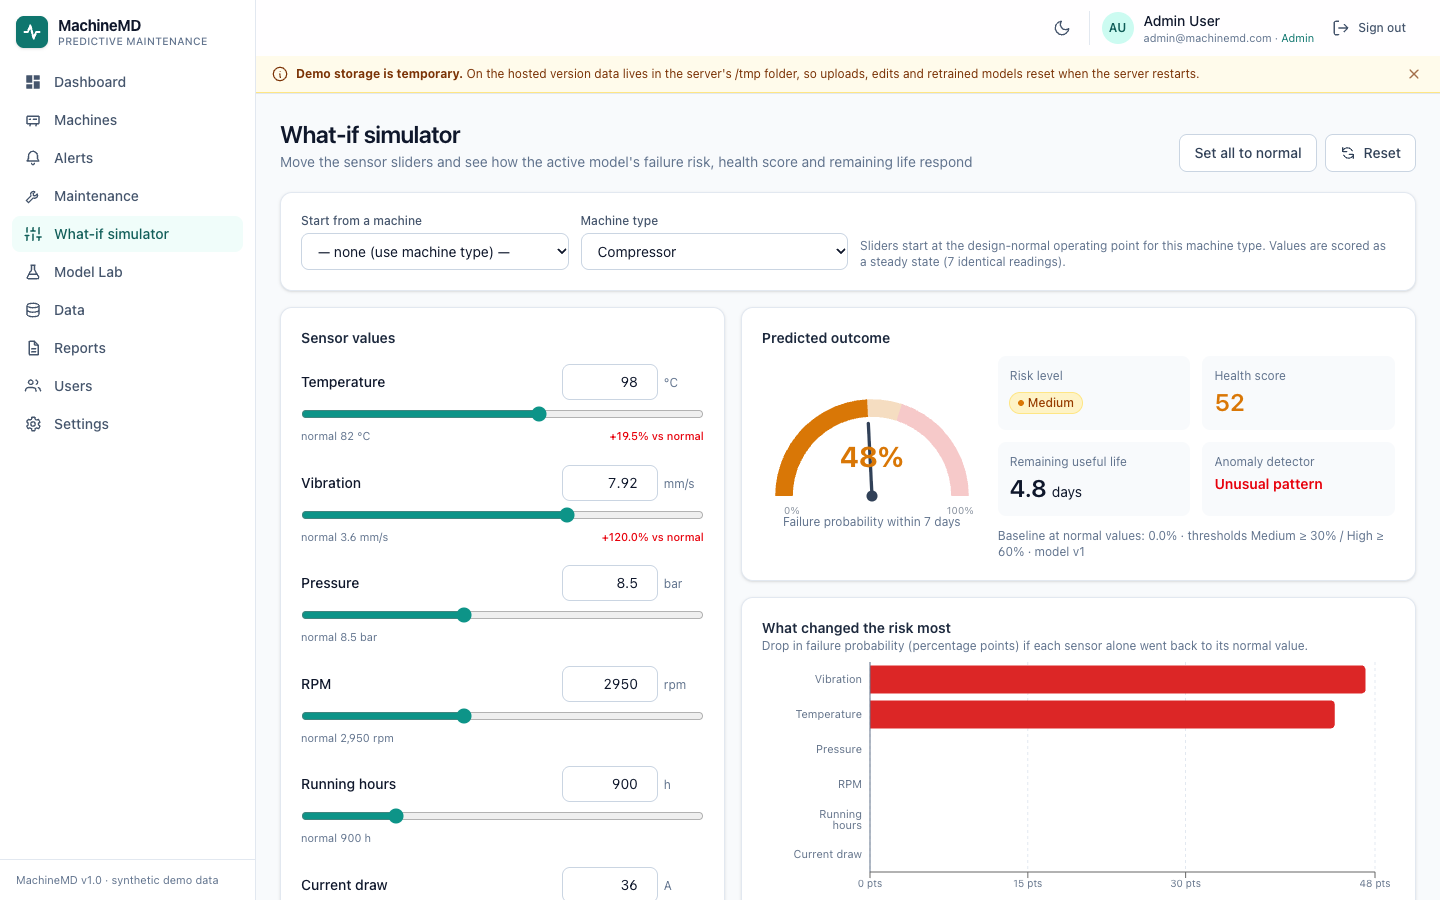 MachineMD
PREDICTIVE MAINTENANCE
Dashboard
Machines
Alerts
Maintenance
What-if simulator
Model Lab
Data
Reports
Users
Settings
MachineMD v1.0 · synthetic demo data
AU
Admin User
admin@machinemd.com · Admin
Sign out
Demo storage is temporary. On the hosted version data lives in the server's /tmp folder, so uploads, edits and retrained models reset when the server restarts.
What-if simulator
Move the sensor sliders and see how the active model's failure risk, health score and remaining life respond
Set all to normal
Reset
Start from a machine
— none (use machine type) —
Machine type
Compressor
Sliders start at the design-normal operating point for this machine type. Values are scored as
a steady state (7 identical readings).
Sensor values
Temperature
98
°C
normal 82 °C
+19.5% vs normal
Vibration
7.92
mm/s
normal 3.6 mm/s
+120.0% vs normal
Pressure
8.5
bar
normal 8.5 bar
RPM
2950
rpm
normal 2,950 rpm
Running hours
900
h
normal 900 h
Current draw
36
A
Predicted outcome
48%
0%
100%
Failure probability within 7 days
Risk level
Medium
Health score
52
Remaining useful life
4.8 days
Anomaly detector
Unusual pattern
Baseline at normal values: 0.0% · thresholds Medium ≥ 30% / High ≥
60% · model v1
What changed the risk most
Drop in failure probability (percentage points) if each sensor alone went back to its normal value.
Vibration
Temperature
Pressure
RPM
Running
hours
Current draw
0 pts
15 pts
30 pts
48 pts